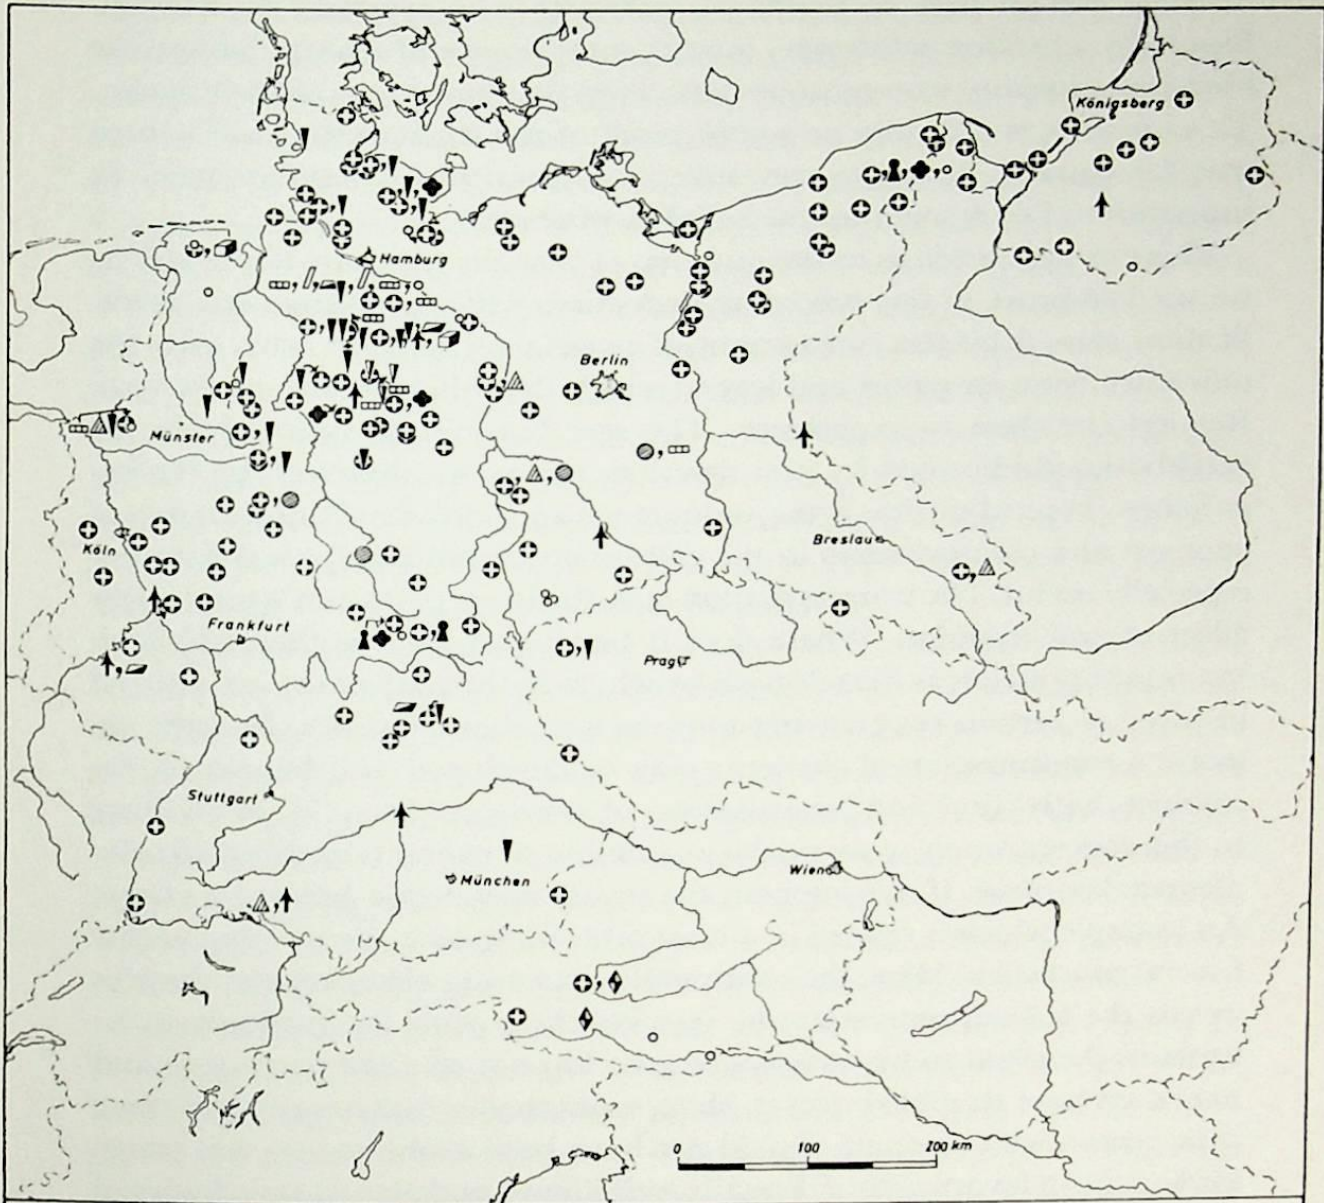 Königsberg
Hamburg
Berlin
Münster
Köln
Breslau
Frankfurt
Prag
Stuttgart
München
Wien
0 100 200 km